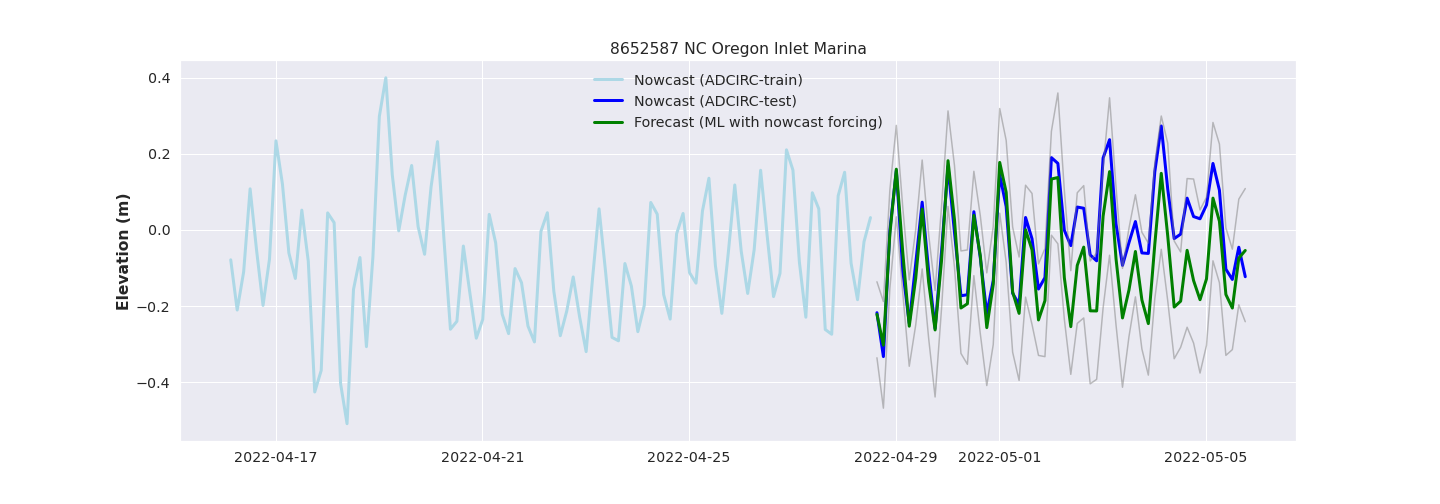 8652587 NC Oregon Inlet Marina
Nowcast (ADCIRC-train)
Nowcast (ADCIRC-test)
Forecast (ML with nowcast forcing)
Elevation (m)
0.4
0.2
0.0
−0.2
−0.4
2022-04-17 2022-04-21 2022-04-25 2022-04-29 2022-05-01 2022-05-05